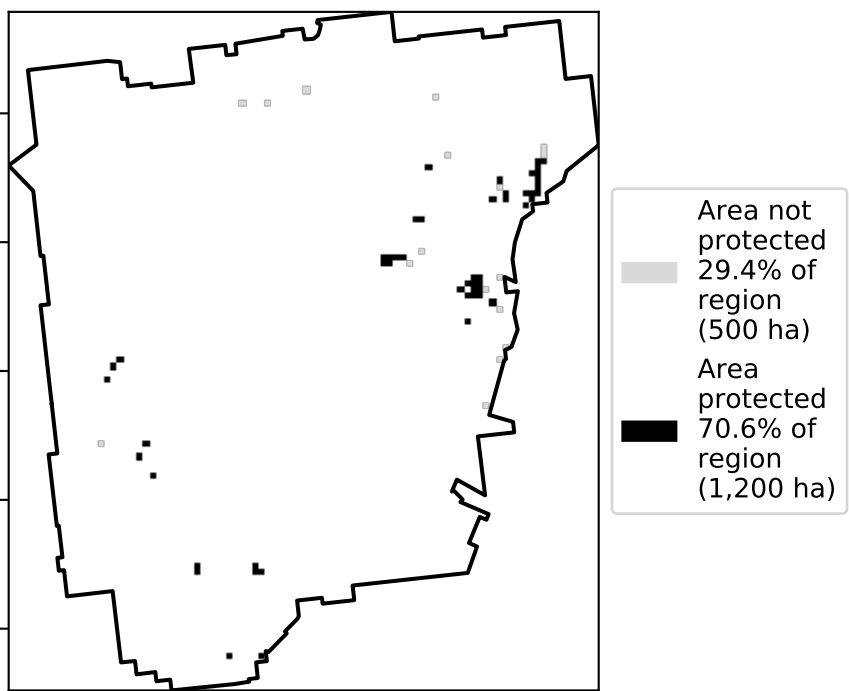 Area not
protected
29.4% of
region
(500 ha)
Area
protected
70.6% of
region
(1,200 ha)